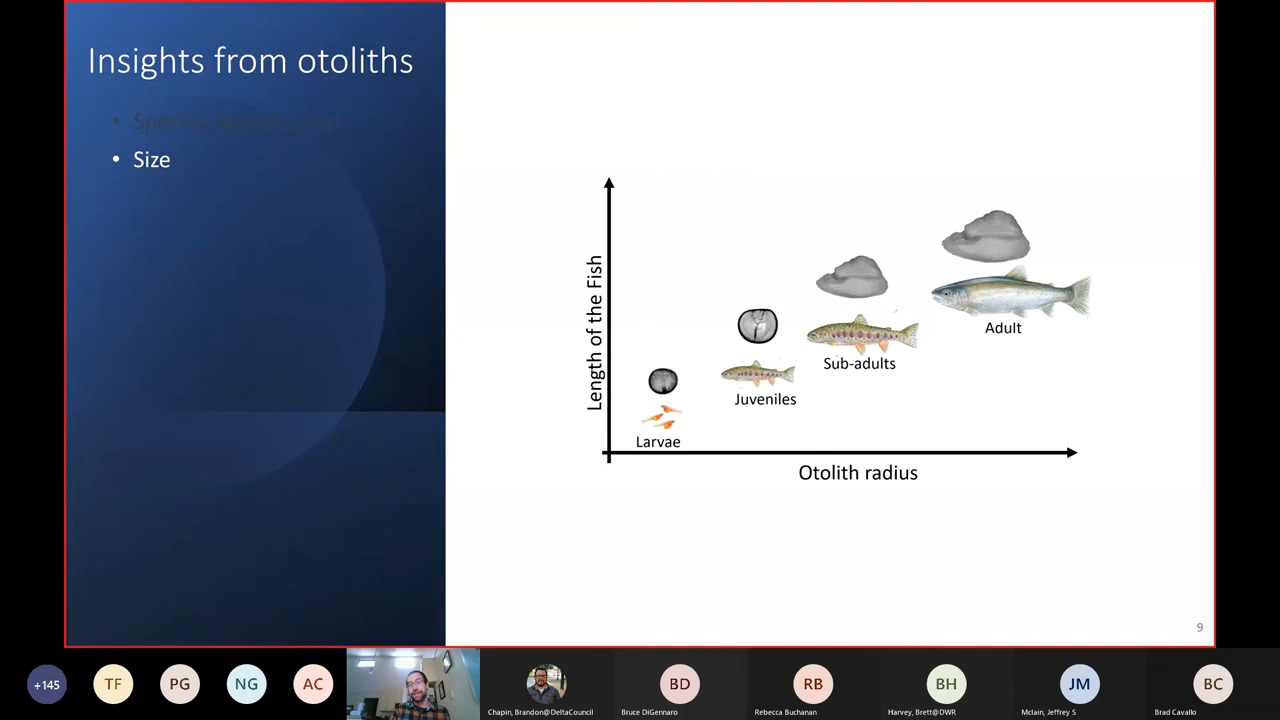 Insights from otoliths
• Species identification
• Size
Length of the Fish
Larvae
Juveniles
Sub-adults
Adult
Otolith radius
9
+145
TF
PG
NG
AC
Chapin, Brandon@DeltaCouncil
BD
Bruce DiGennaro
RB
Rebecca Buchanan
BH
Harvey, Brett@DWR
JM
Mclain, Jeffrey S
BC
Brad Cavallo